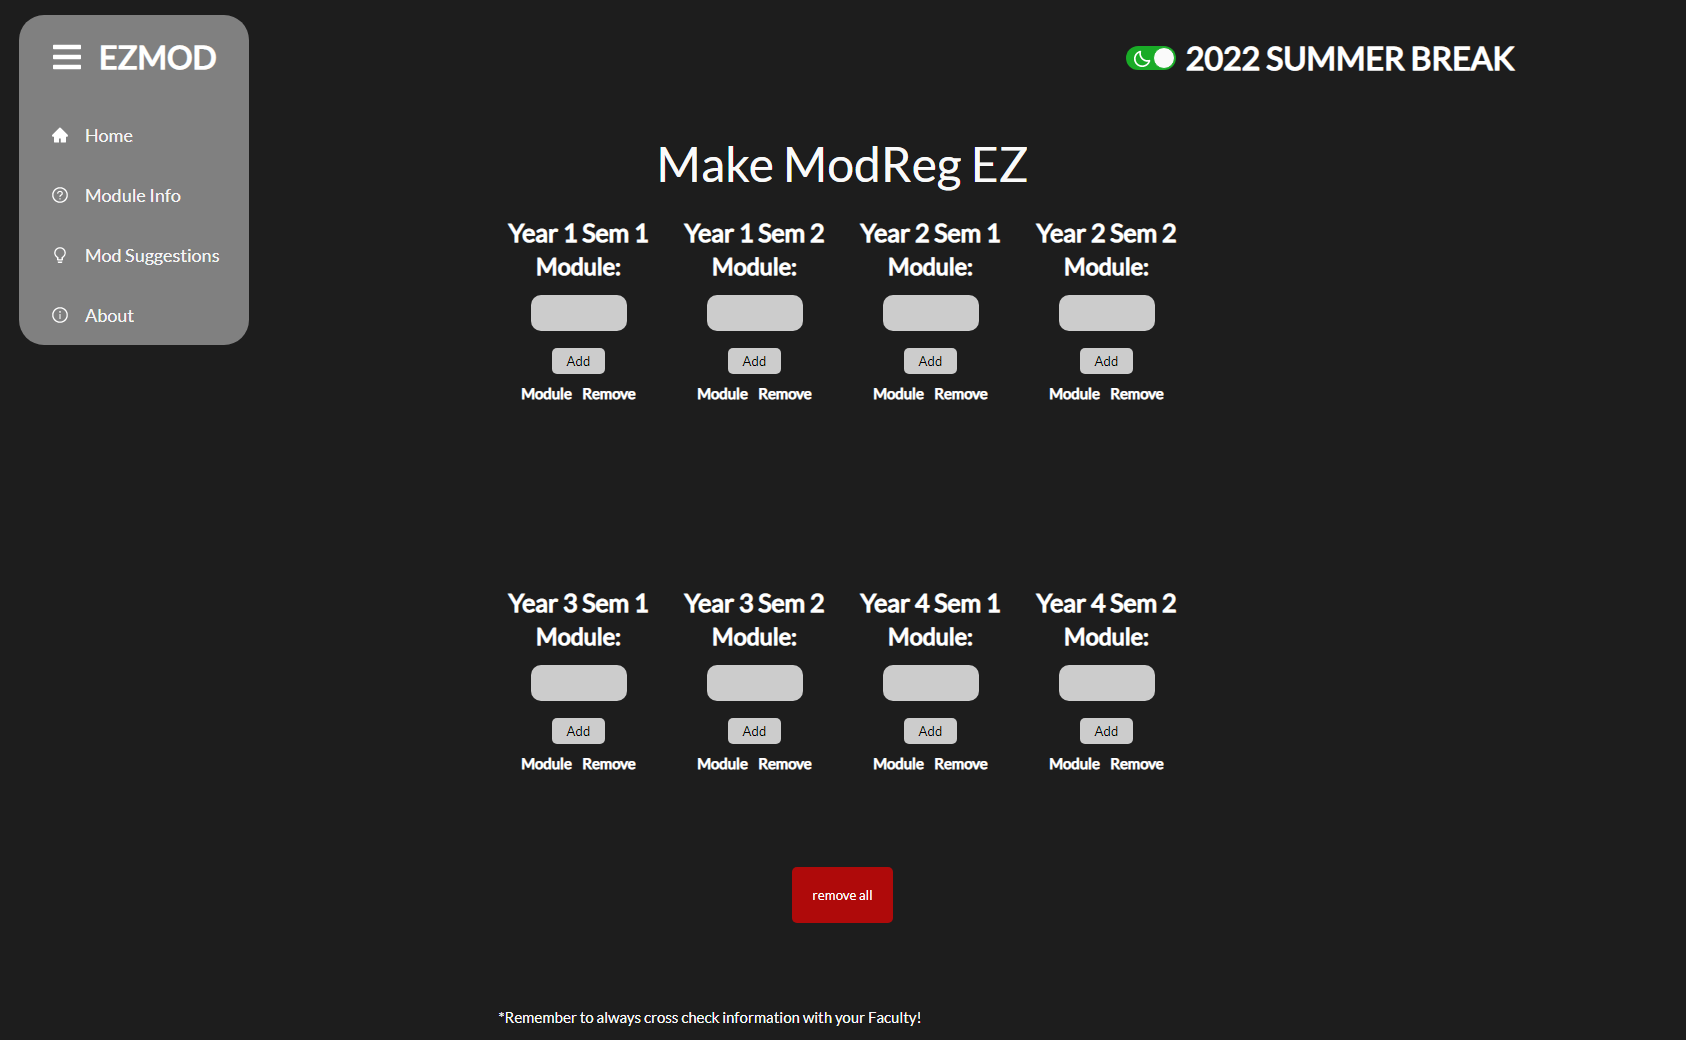 EZMOD
2022 SUMMER BREAK
Home
Module Info
Mod Suggestions
About
Make ModReg EZ
Year 1 Sem 1 Year 1 Sem 2 Year 2 Sem 1 Year 2 Sem 2
Module: Module: Module: Module:
Add Add Add Add
Module Remove Module Remove Module Remove Module Remove
Year 3 Sem 1 Year 3 Sem 2 Year 4 Sem 1 Year 4 Sem 2
Module: Module: Module: Module:
Add Add Add Add
Module Remove Module Remove Module Remove Module Remove
remove all
*Remember to always cross check information with your Faculty!